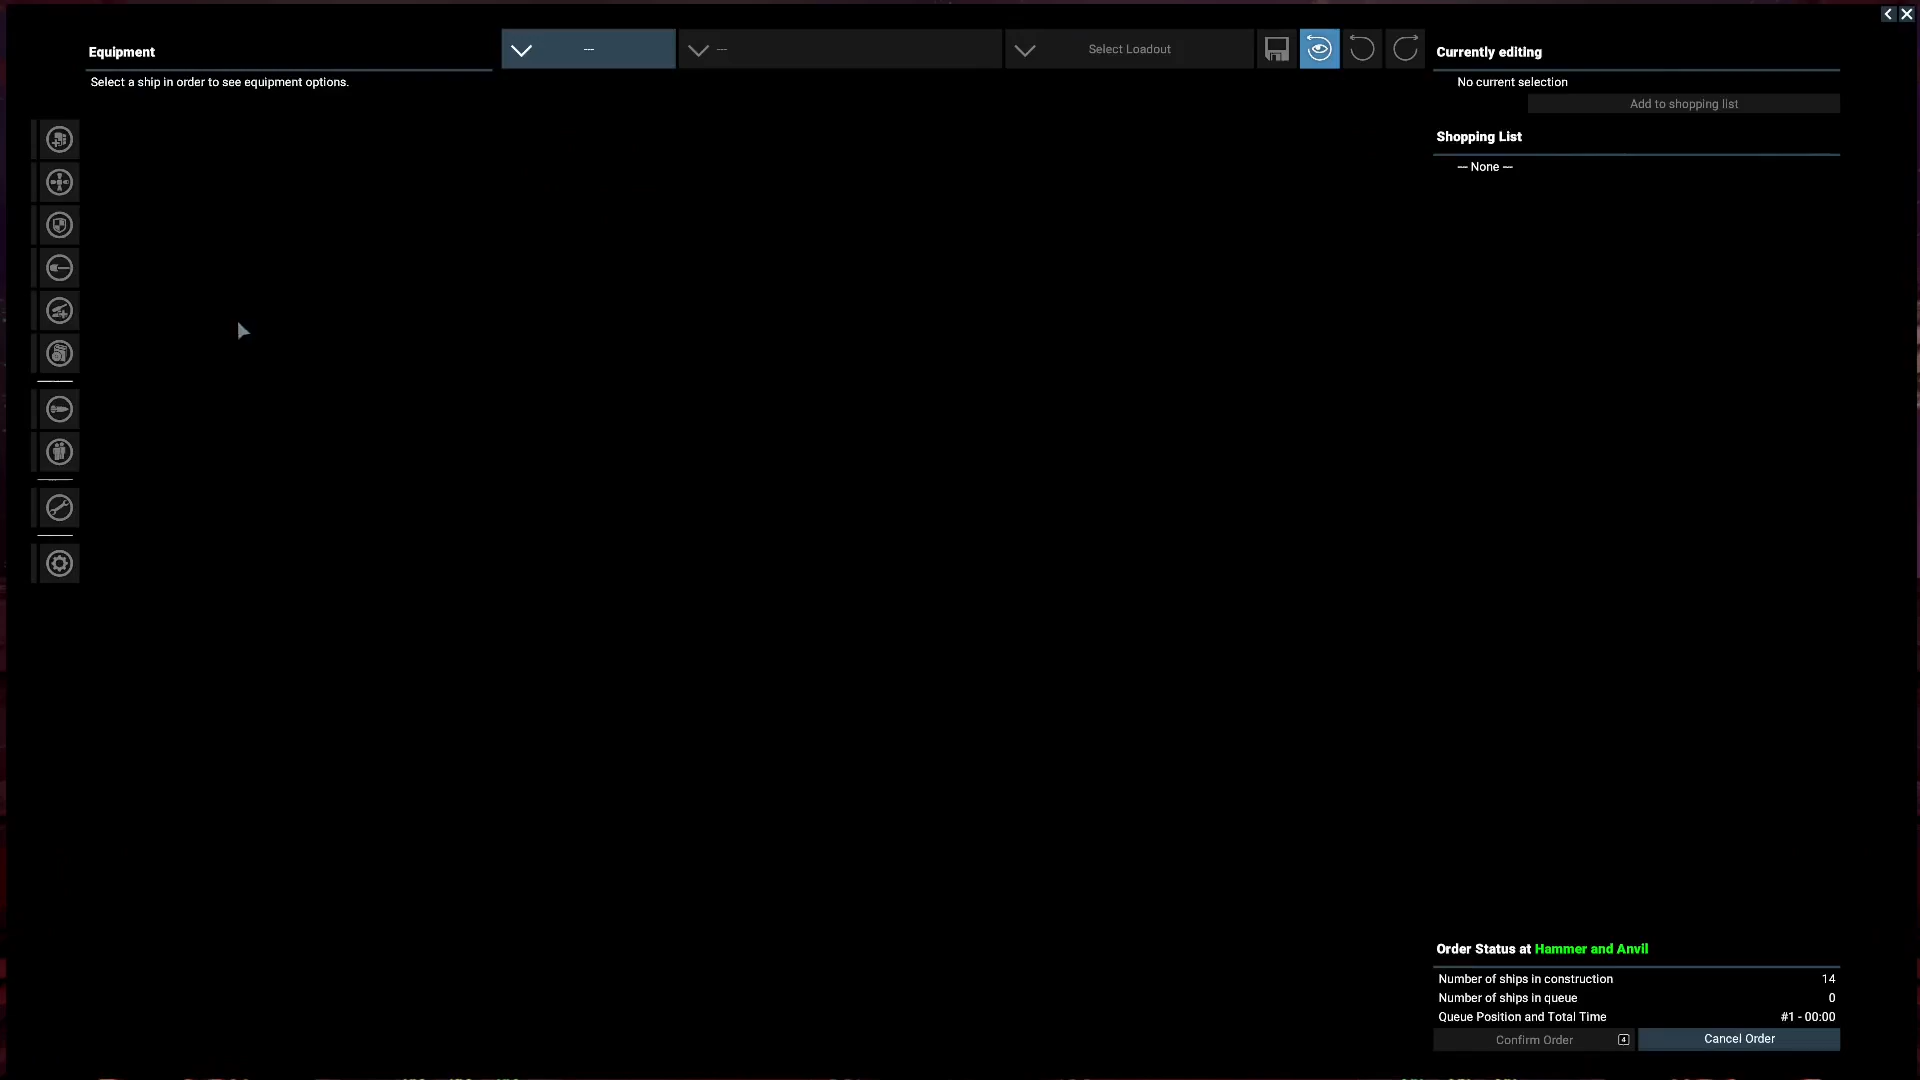 Equipment
Select a ship in order to see equipment options.
---
---
Select Loadout
Currently editing
No current selection
Add to shopping list
Shopping List
--- None ---
Order Status at Hammer and Anvil
Number of ships in construction 14
Number of ships in queue 0
Queue Position and Total Time #1 - 00:00
Confirm Order 4
Cancel Order